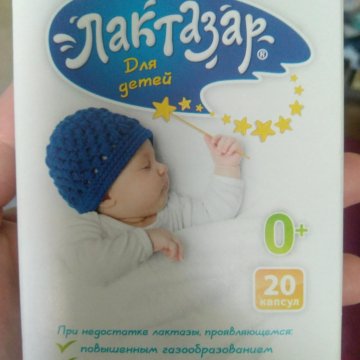 Лактазар®
Для
детей
0+
20
капсул
При недостатке лактазы, проявляющемся:
повышенным газообразованием